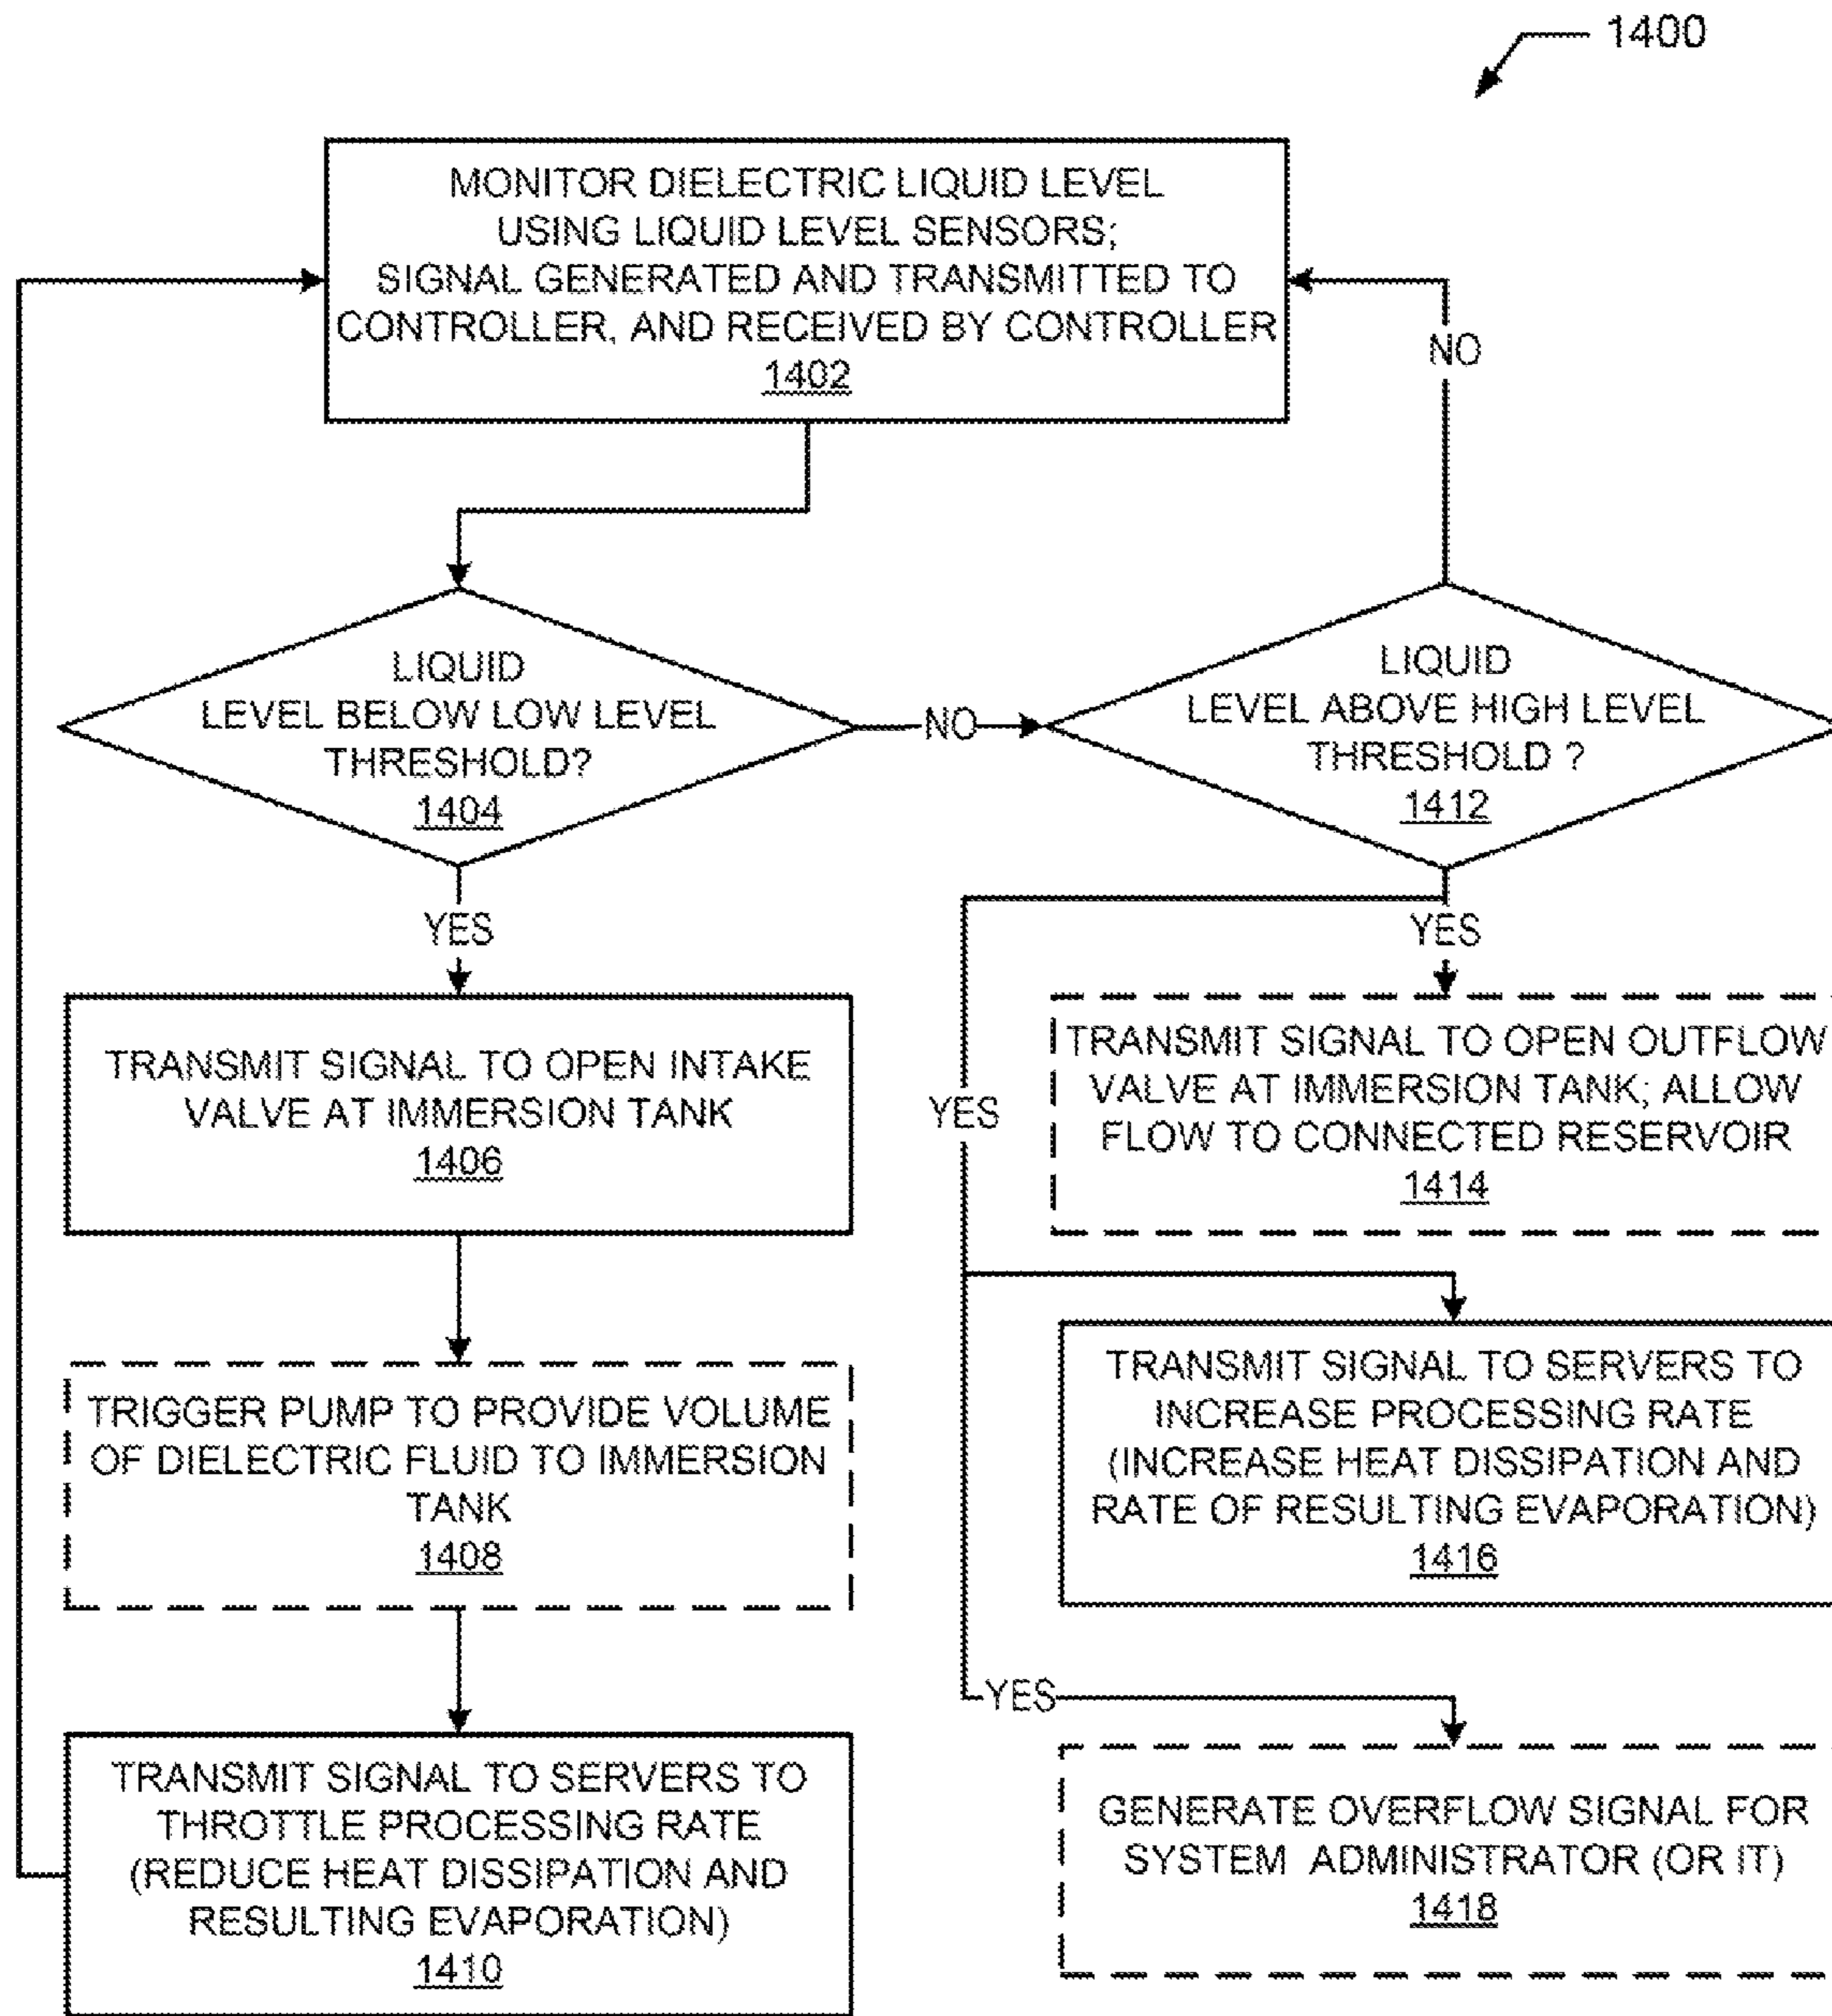 1400
MONITOR DIELECTRIC LIQUID LEVEL
USING LIQUID LEVEL SENSORS;
SIGNAL GENERATED AND TRANSMITTED TO
CONTROLLER, AND RECEIVED BY CONTROLLER
1402
NO
LIQUID
LEVEL BELOW LOW LEVEL
THRESHOLD?
1404
NO
LIQUID
LEVEL ABOVE HIGH LEVEL
THRESHOLD ?
1412
YES
TRANSMIT SIGNAL TO OPEN INTAKE
VALVE AT IMMERSION TANK
1406
TRIGGER PUMP TO PROVIDE VOLUME
OF DIELECTRIC FLUID TO IMMERSION
TANK
1408
TRANSMIT SIGNAL TO SERVERS TO
THROTTLE PROCESSING RATE
(REDUCE HEAT DISSIPATION AND
RESULTING EVAPORATION)
1410
YES
TRANSMIT SIGNAL TO OPEN OUTFLOW
VALVE AT IMMERSION TANK; ALLOW
FLOW TO CONNECTED RESERVOIR
1414
YES
TRANSMIT SIGNAL TO SERVERS TO
INCREASE PROCESSING RATE
(INCREASE HEAT DISSIPATION AND
RATE OF RESULTING EVAPORATION)
1416
YES
GENERATE OVERFLOW SIGNAL FOR
SYSTEM ADMINISTRATOR (OR IT)
1418